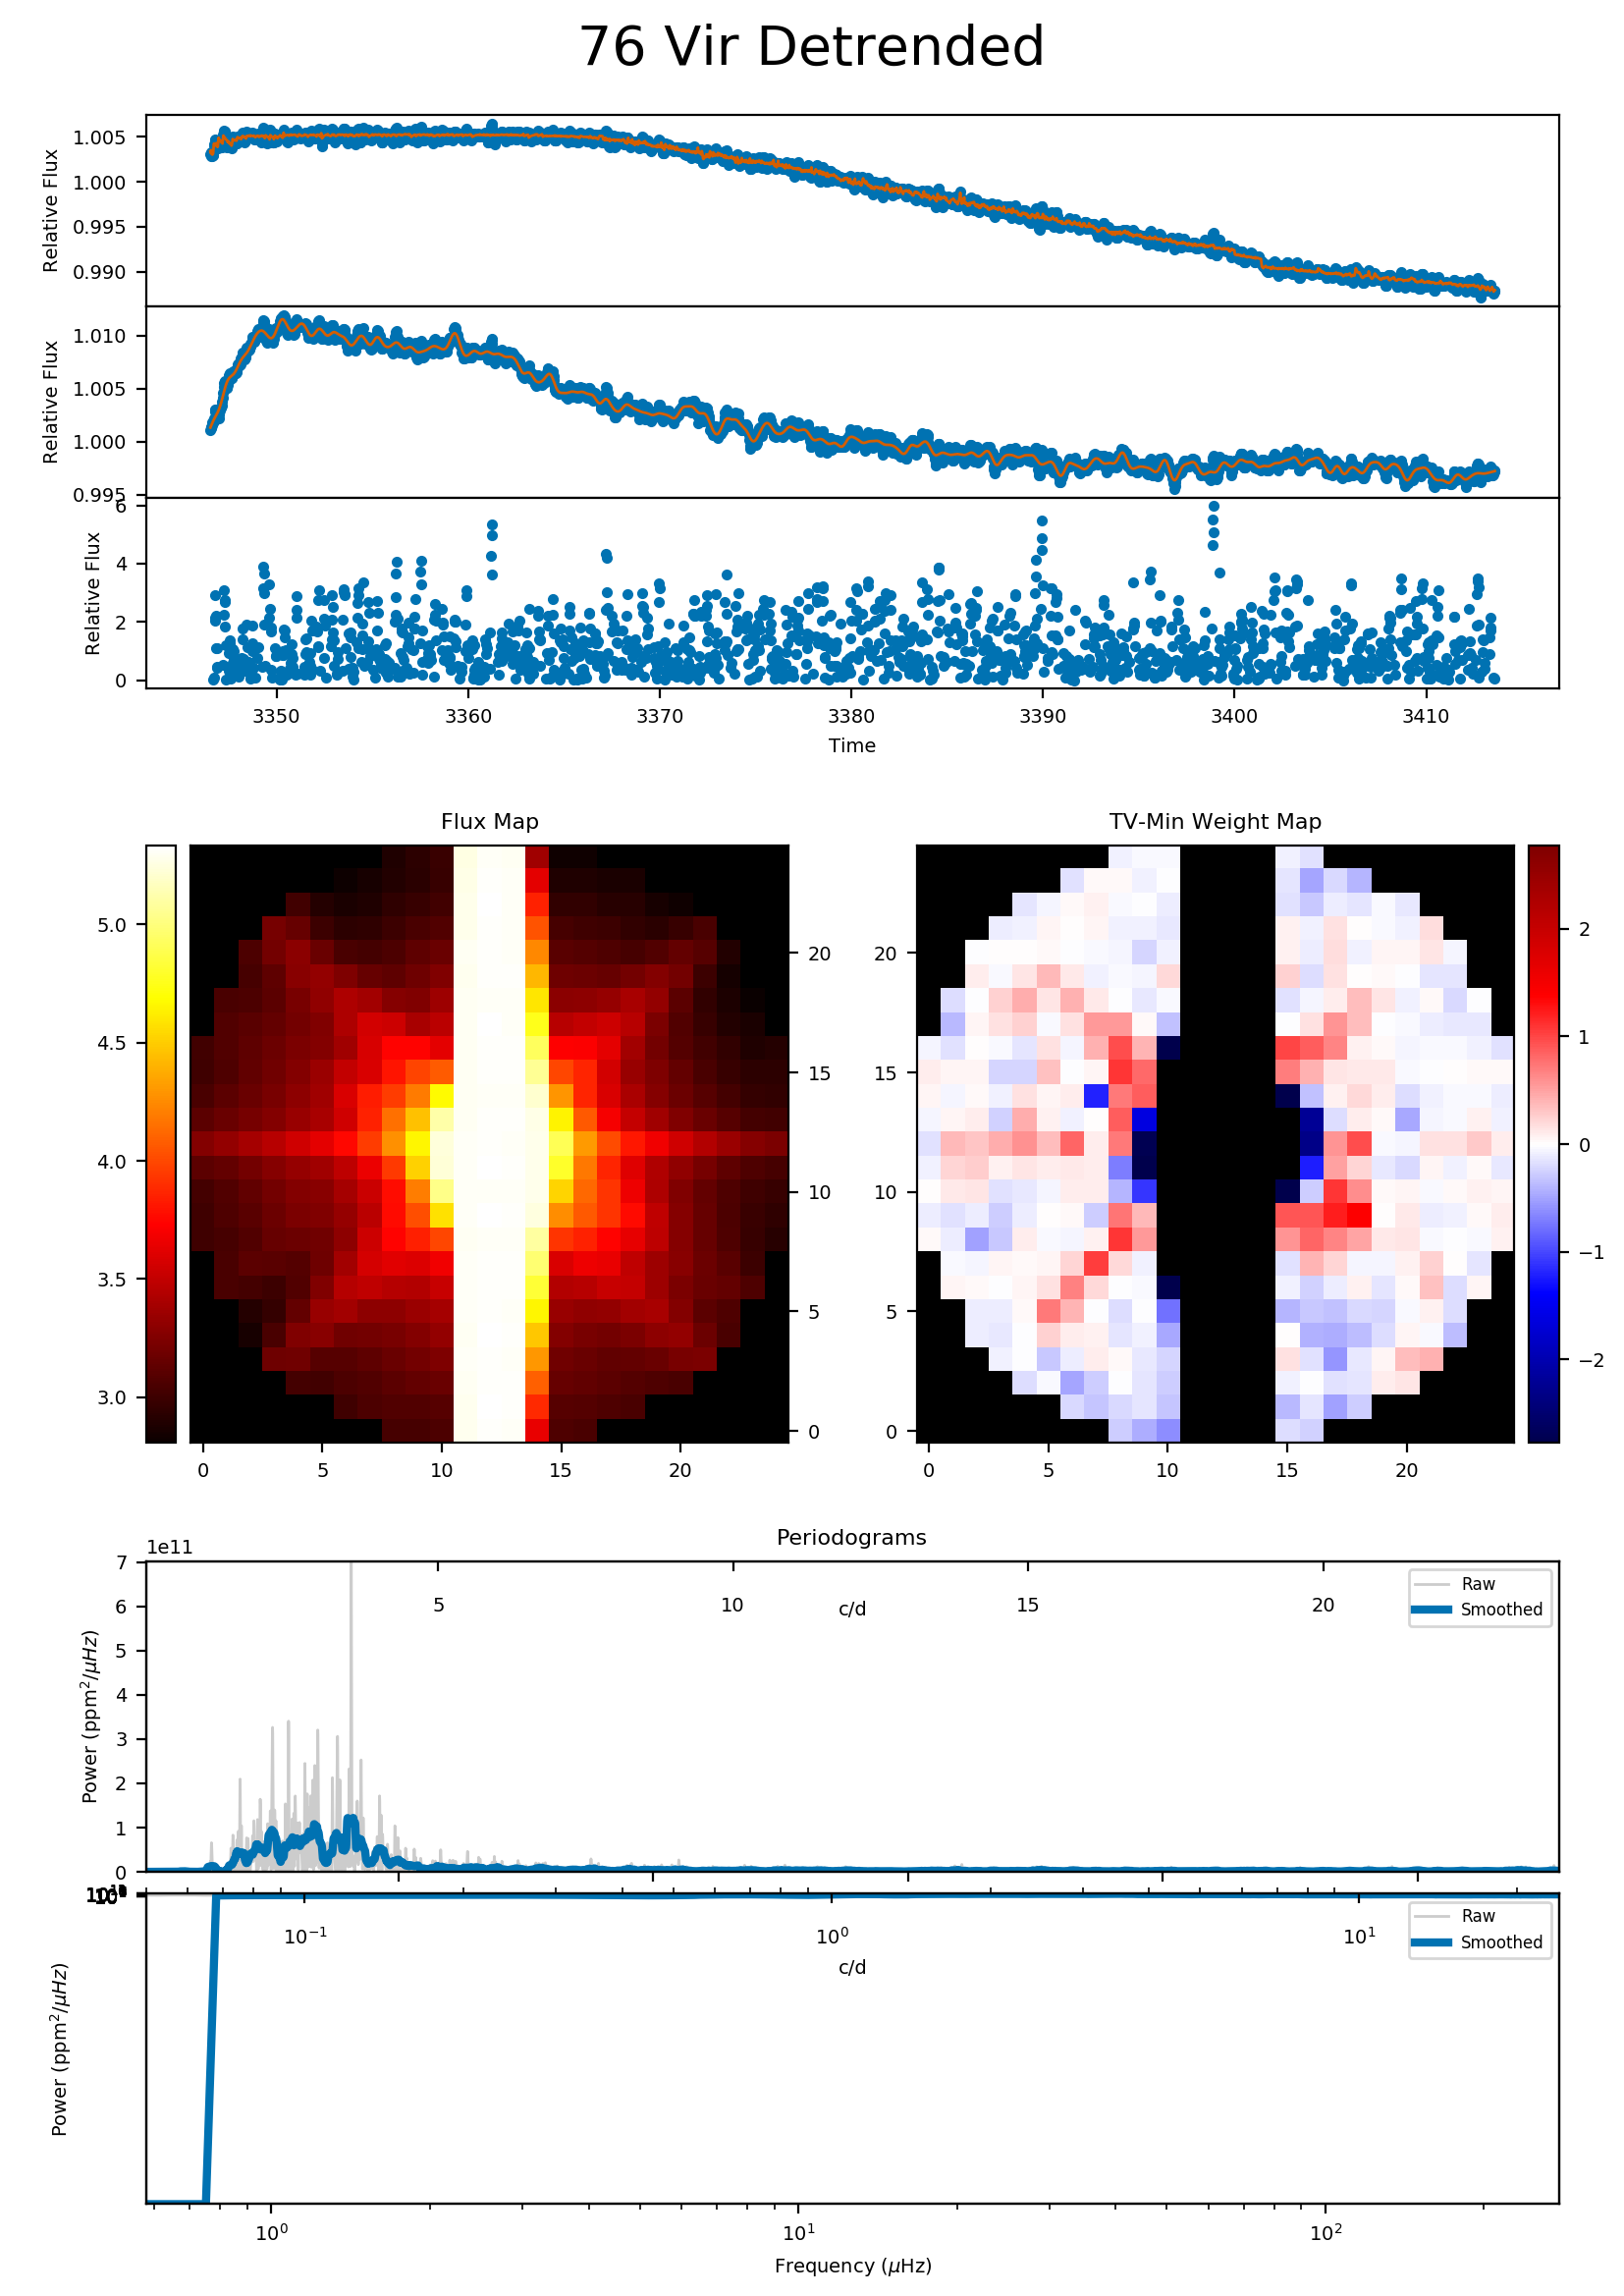 76 Vir Detrended
1.005
1.000
0.995
0.990
Relative Flux
1.010
1.005
1.000
0.995
Relative Flux
6
4
2
0
Relative Flux
3350 3360 3370 3380 3390 3400 3410
Time
Flux Map
TV-Min Weight Map
5.0
4.5
4.0
3.5
3.0
20
15
10
5
0
0 5 10 15 20
20
15
10
5
0
0 5 10 15 20
2
1
0
−1
−2
Periodograms
1e11
7
6
5
4
3
2
1
0
Power (ppm²/μHz)
5 10 15 20
c/d
Raw
Smoothed
10⁻¹ 10⁰ 10¹
c/d
Raw
Smoothed
Power (ppm²/μHz)
10⁰ 10¹ 10²
Frequency (μHz)